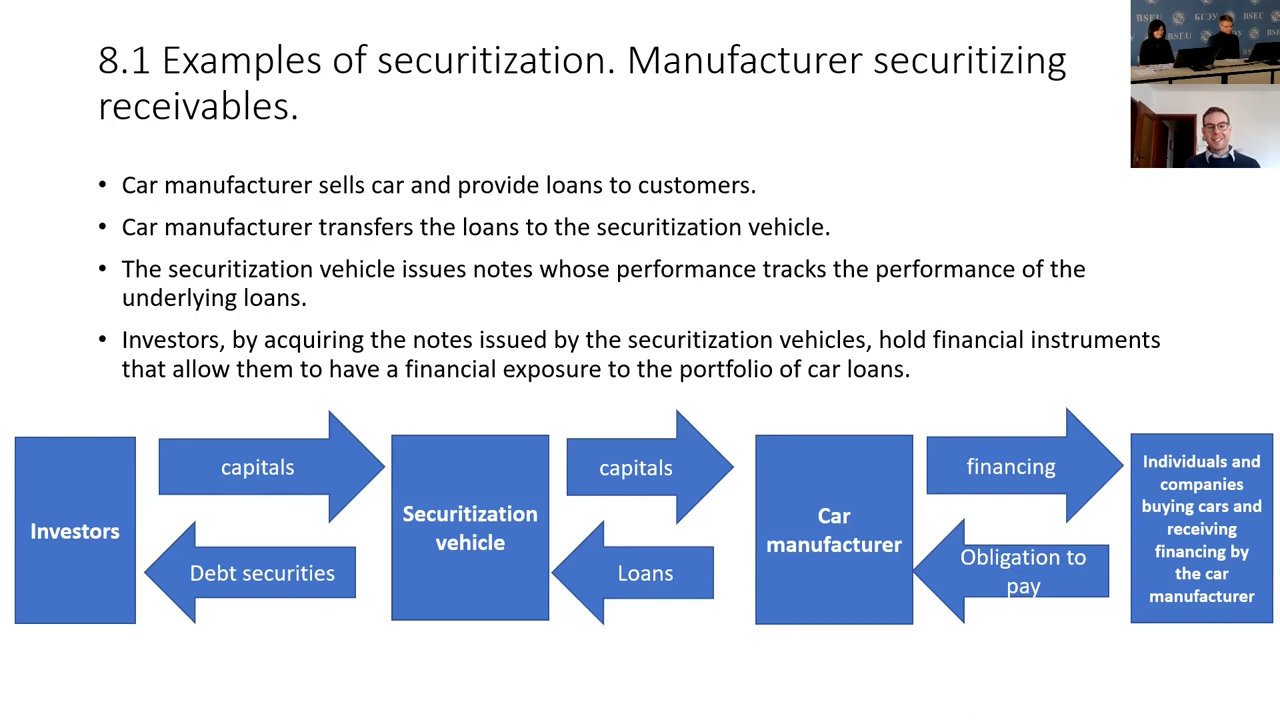 8.1 Examples of securitization. Manufacturer securitizing
receivables.
BSEU
БГЭУ
BSEU
• Car manufacturer sells car and provide loans to customers.
• Car manufacturer transfers the loans to the securitization vehicle.
• The securitization vehicle issues notes whose performance tracks the performance of the
underlying loans.
• Investors, by acquiring the notes issued by the securitization vehicles, hold financial instruments
that allow them to have a financial exposure to the portfolio of car loans.
Investors
capitals
Debt securities
Securitization
vehicle
capitals
Loans
Car
manufacturer
financing
Obligation to
pay
Individuals and
companies
buying cars and
receiving
financing by
the car
manufacturer